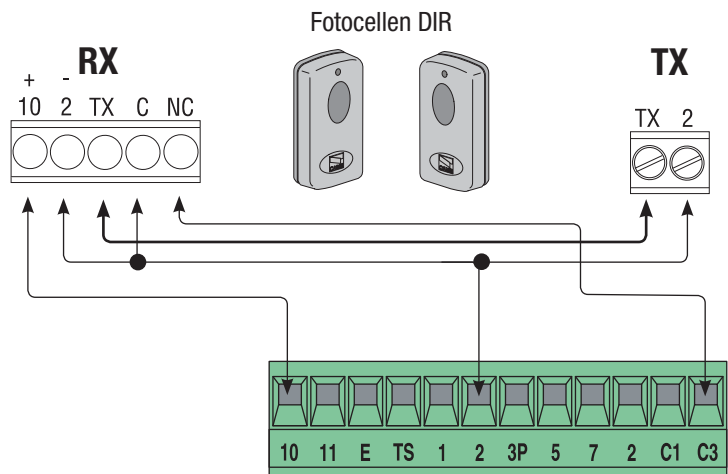 Fotocellen DIR
RX
TX
+ -
10 2 TX C NC
TX 2
10 11 E TS 1 2 3P 5 7 2 C1 C3